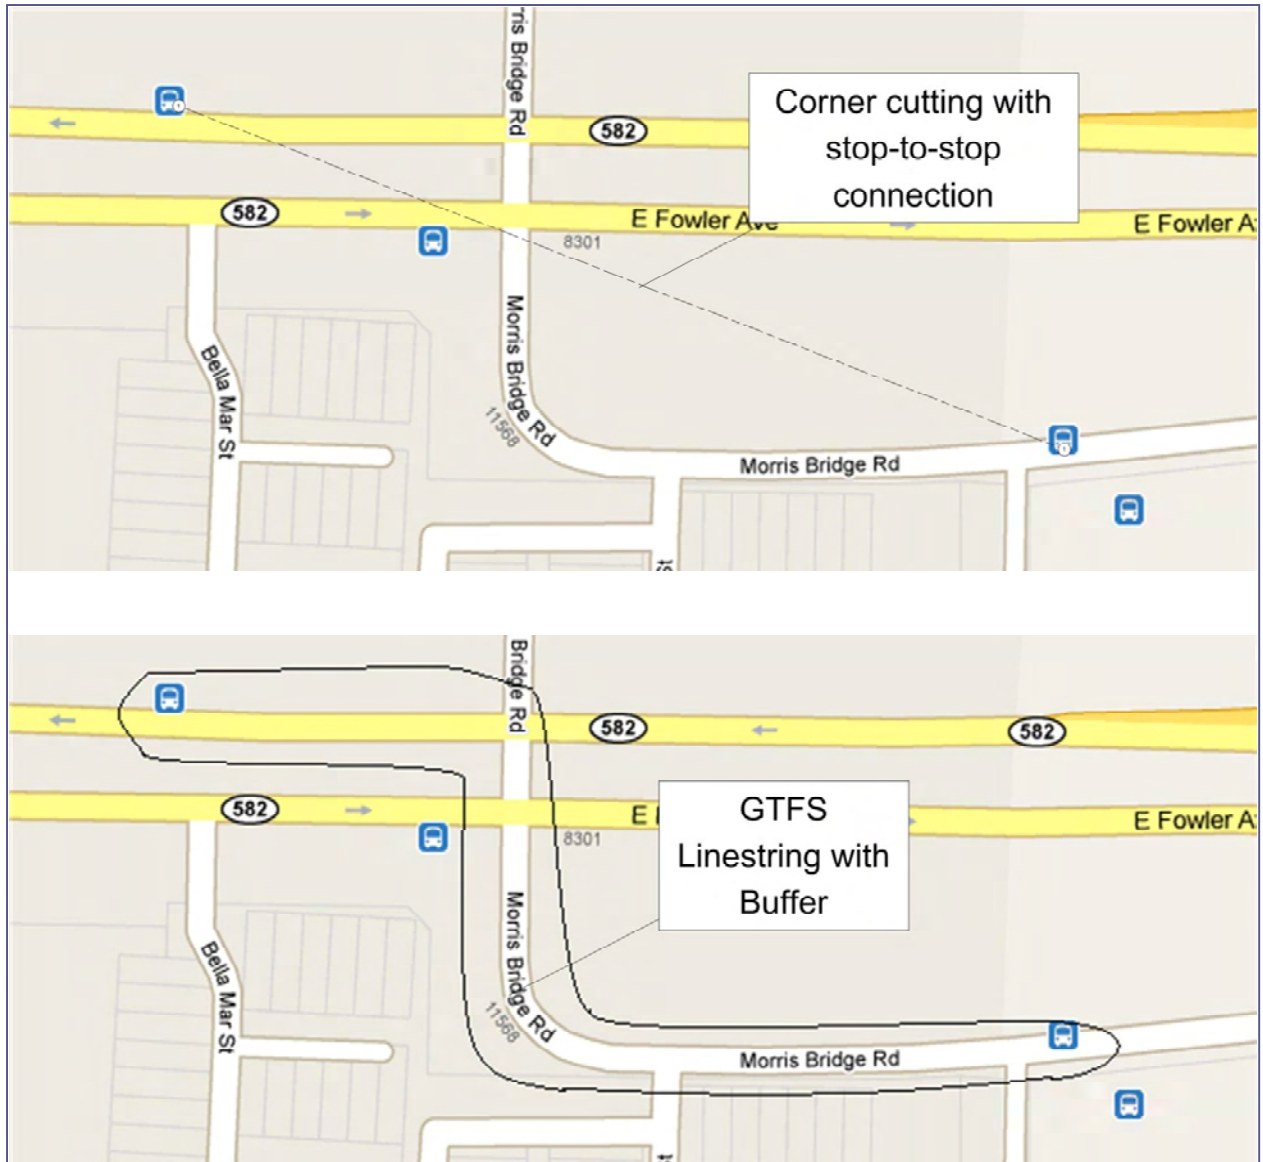 ris Bridge Rd
Corner cutting with
stop-to-stop
connection
582
582
E Fowler Ave
E Fowler A
8301
Morris Bridge Rd
Bella Mar St
11568
Morris Bridge Rd
Bridge Rd
582
582
582
GTFS
Linestring with
Buffer
E
E Fowler A
8301
Morris Bridge Rd
Bella Mar St
11568
Morris Bridge Rd